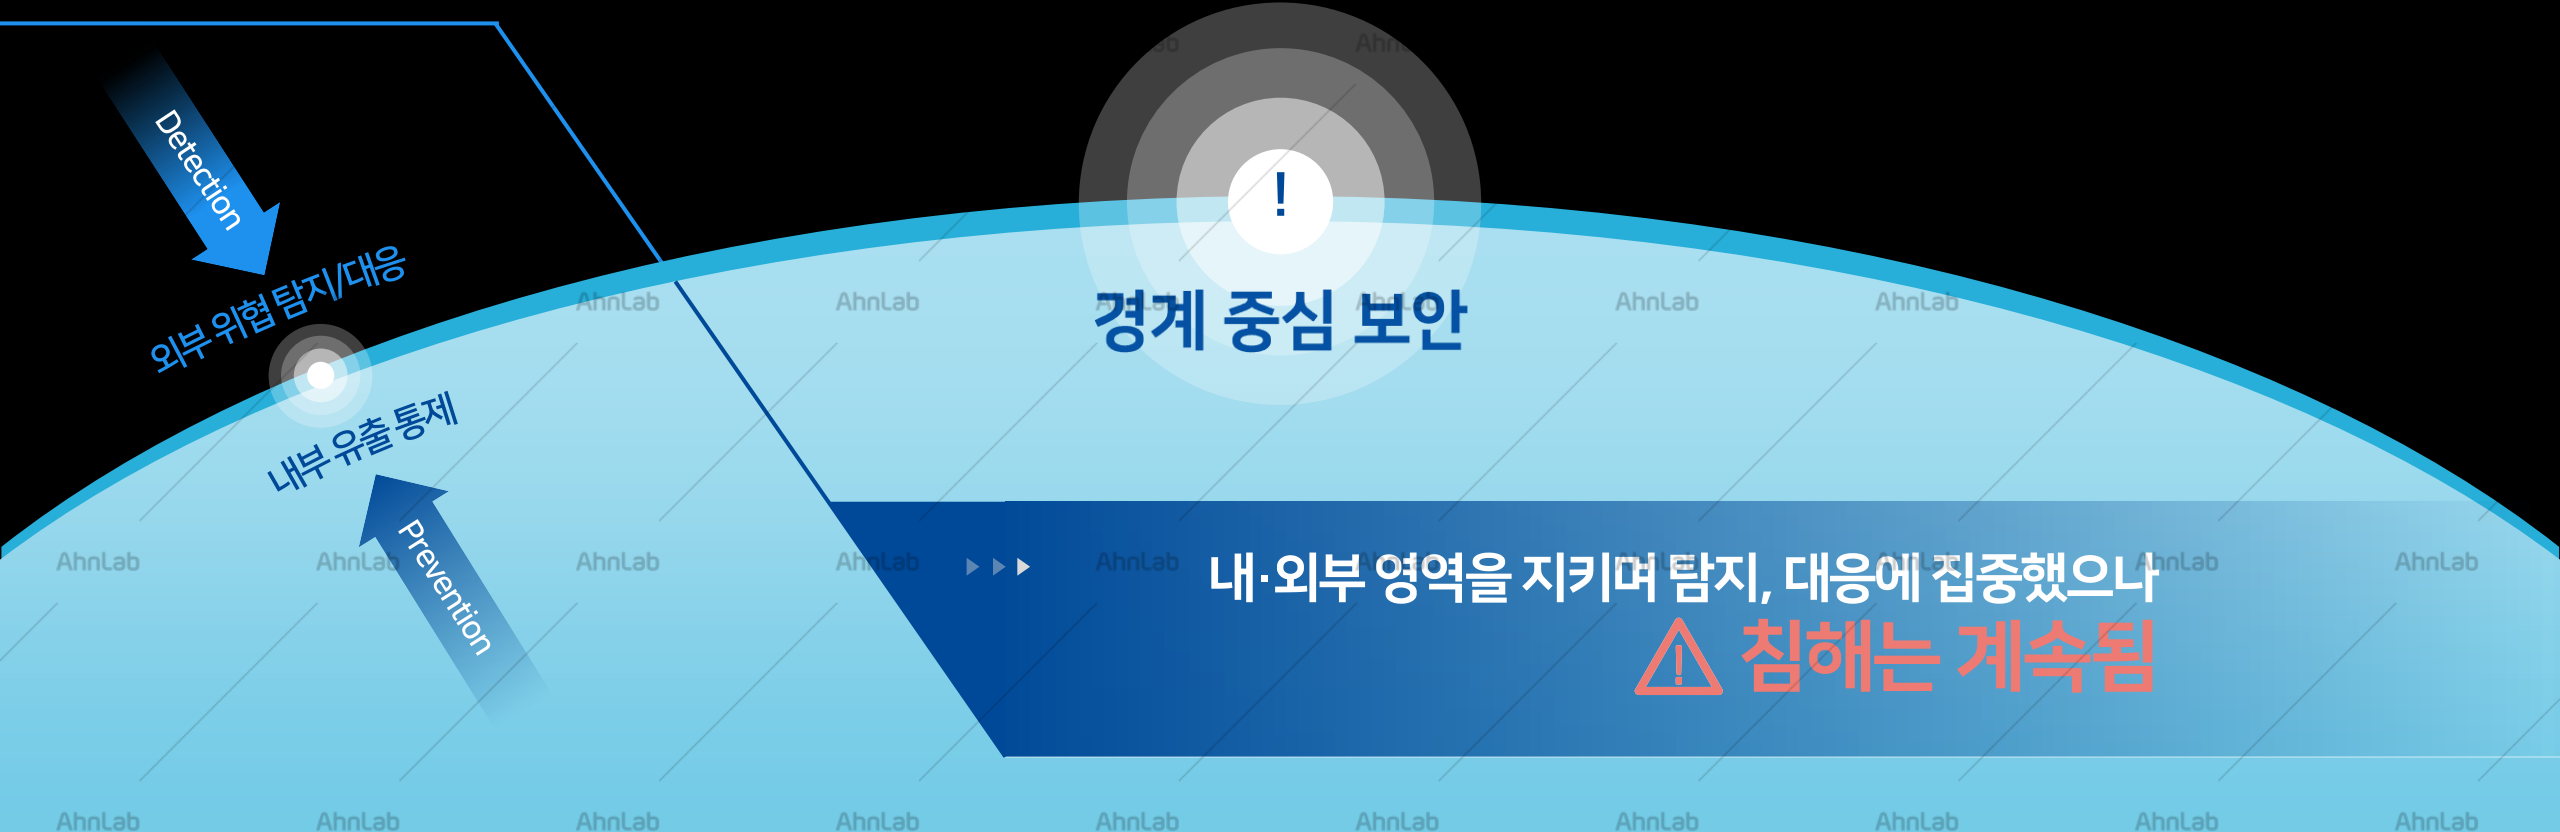 Detection
외부 위협 탐지/대응
내부 유출 통제
Prevention
!
경계 중심 보안
내·외부 영역을 지키며 탐지, 대응에 집중했으나
침해는 계속됨
AhnLab